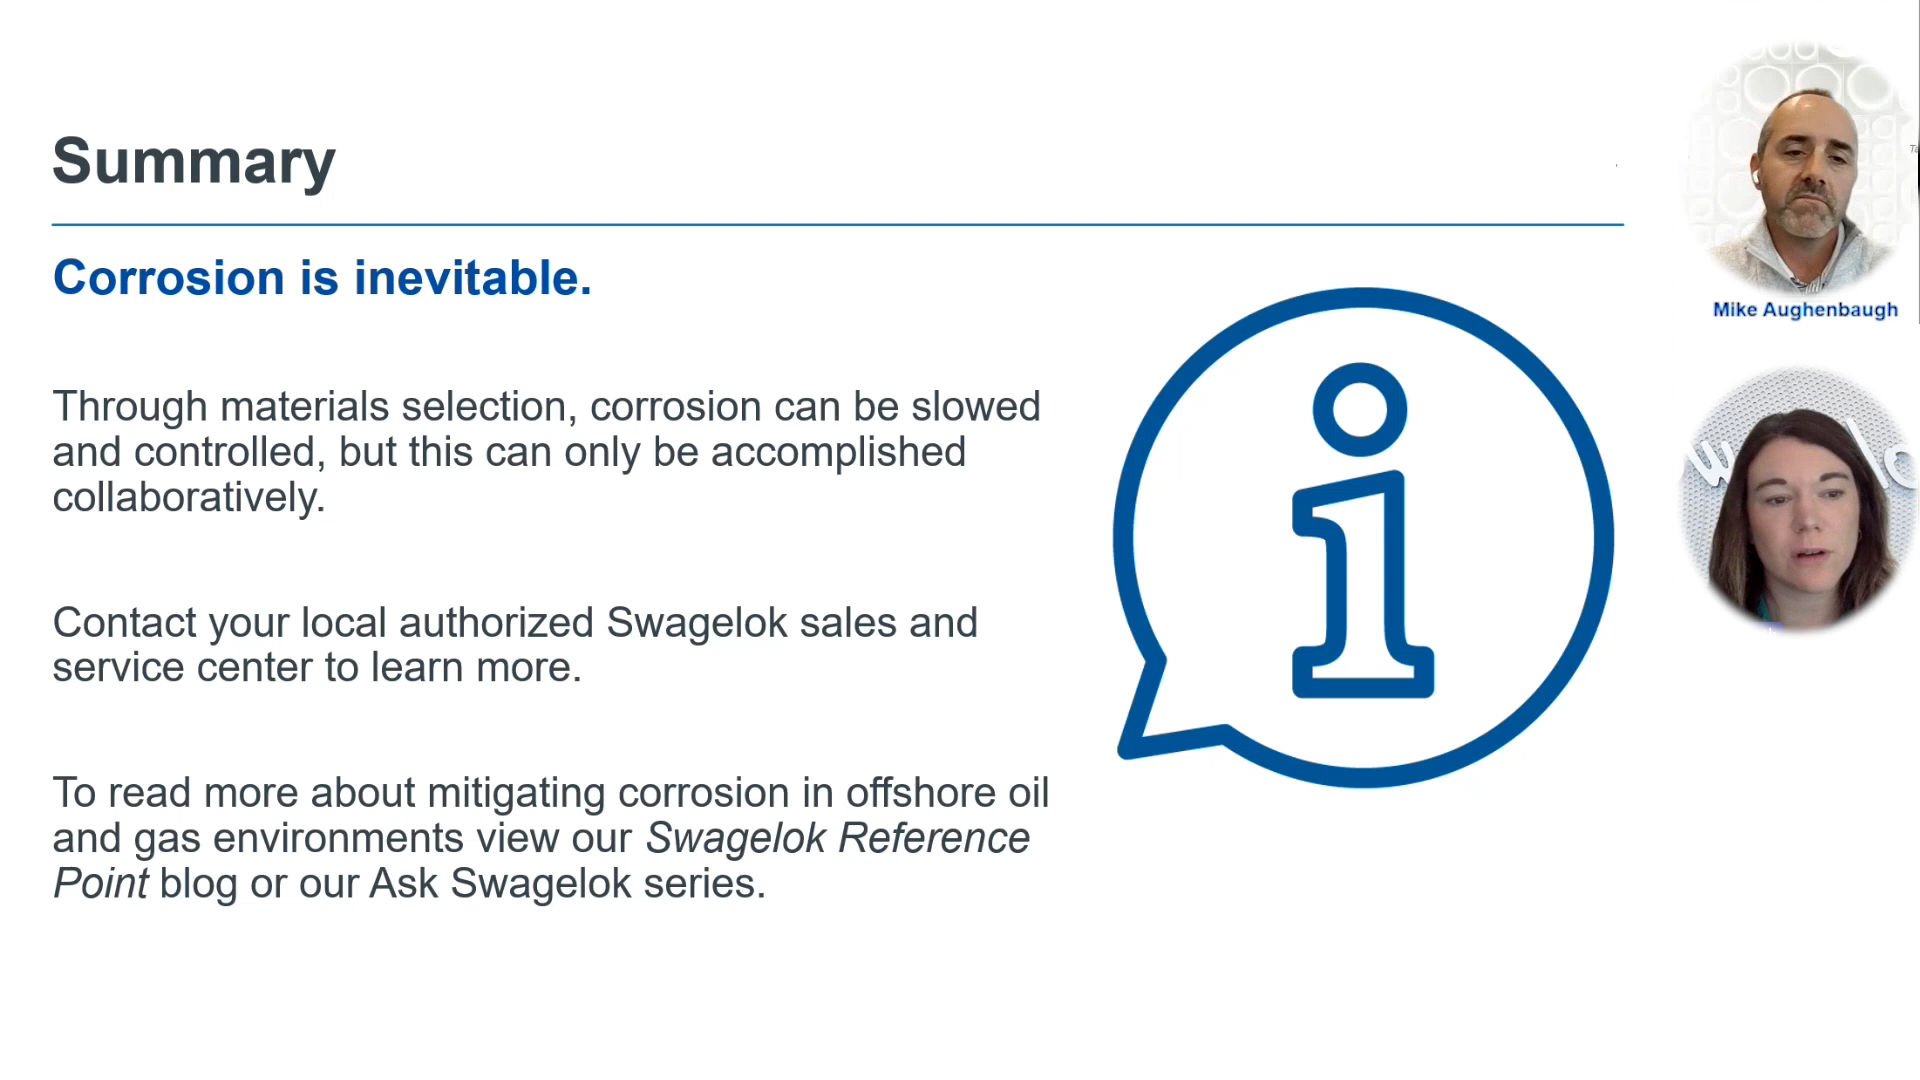 Summary
Corrosion is inevitable.
Through materials selection, corrosion can be slowed
and controlled, but this can only be accomplished
collaboratively.
Contact your local authorized Swagelok sales and
service center to learn more.
To read more about mitigating corrosion in offshore oil
and gas environments view our Swagelok Reference
Point blog or our Ask Swagelok series.
Mike Aughenbaugh